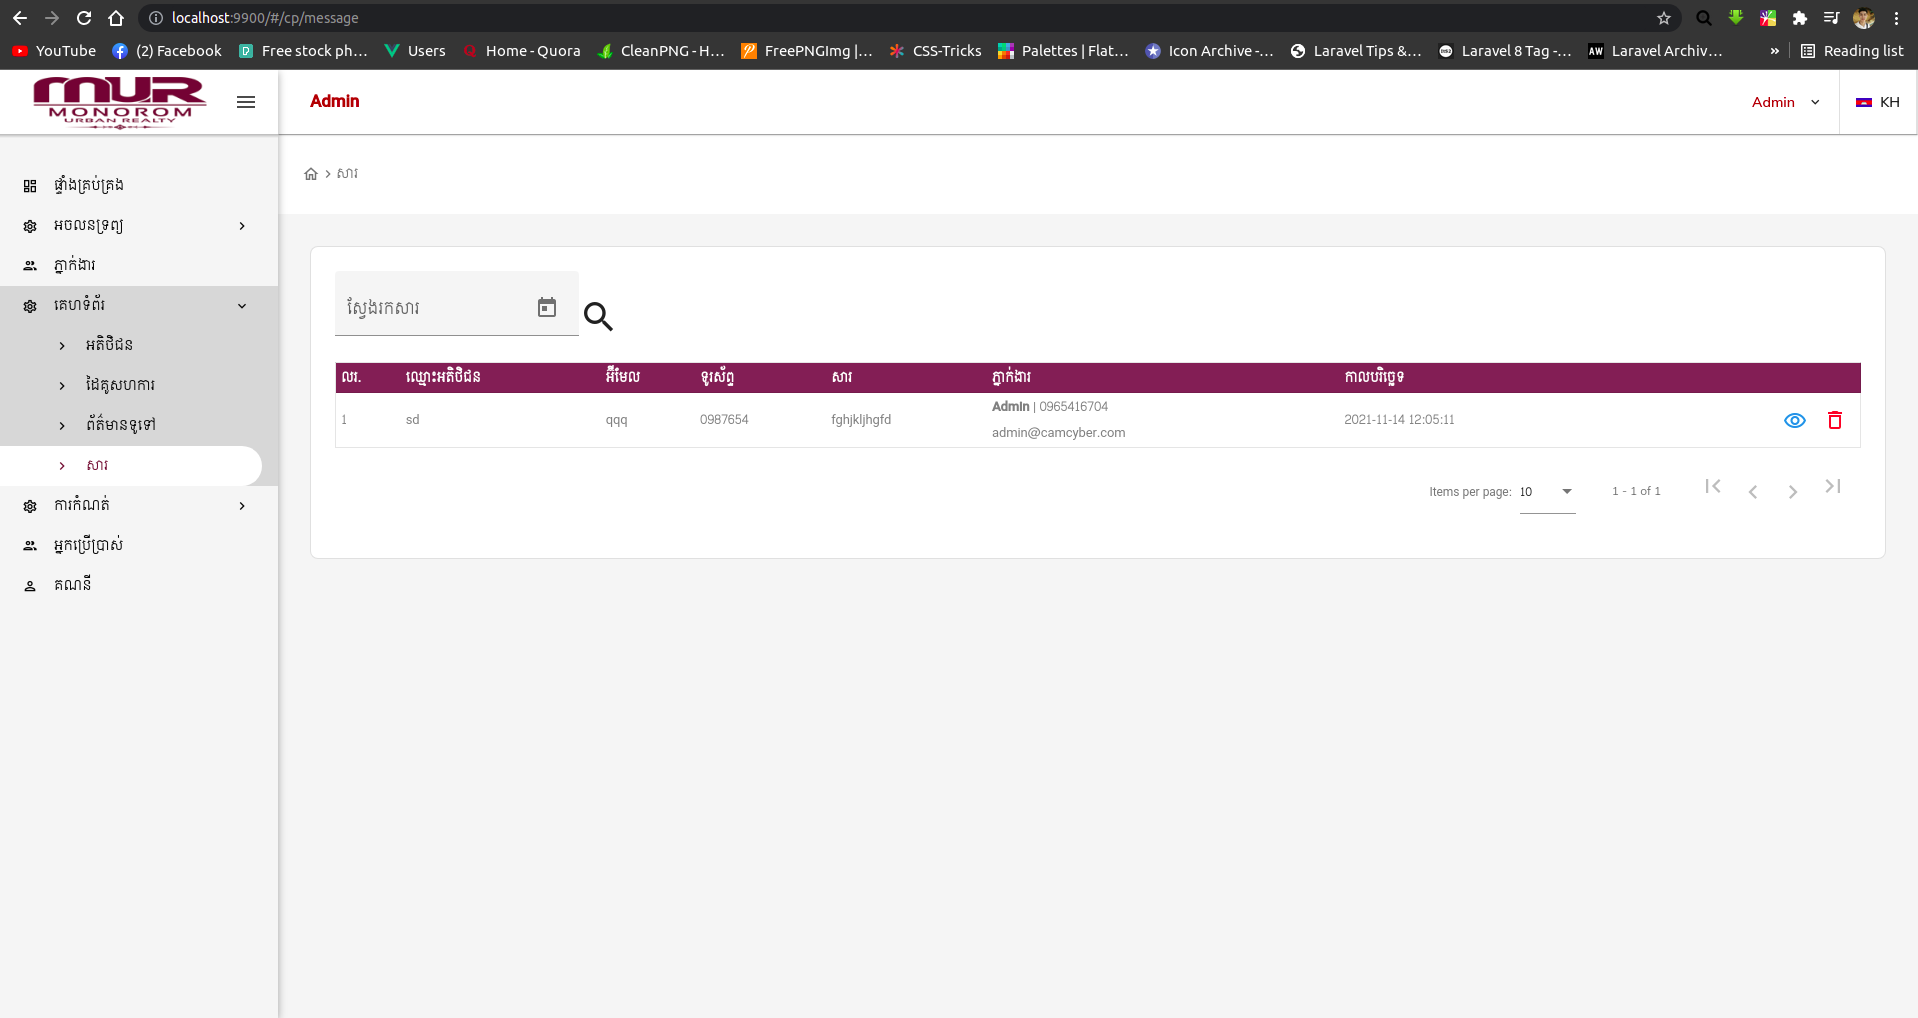 localhost:9900/#/cp/message
YouTube (2) Facebook Free stock ph... Users Home - Quora CleanPNG - H... FreePNGImg |... CSS-Tricks Palettes | Flat... Icon Archive -... Laravel Tips &... Laravel 8 Tag -... Laravel Archiv... » Reading list
MUR
MONOROM
URBAN REALTY
Admin
Admin
KH
សារ
ផ្ទាំងគ្រប់គ្រង
អចលនទ្រព្យ
ភ្នាក់ងារ
គេហទំព័រ
អតិថិជន
ដៃគូសហការ
ព័ត៌មានទូទៅ
សារ
ការកំណត់
អ្នកប្រើប្រាស់
គណនី
ស្វែងរកសារ
លរ. ឈ្មោះអតិថិជន អ៊ីមែល ទូរស័ព្ទ សារ ភ្នាក់ងារ កាលបរិច្ឆេទ
1 sd qqq 0987654 fghjkljhgfd Admin | 0965416704 2021-11-14 12:05:11
admin@camcyber.com
Items per page: 10 1 - 1 of 1